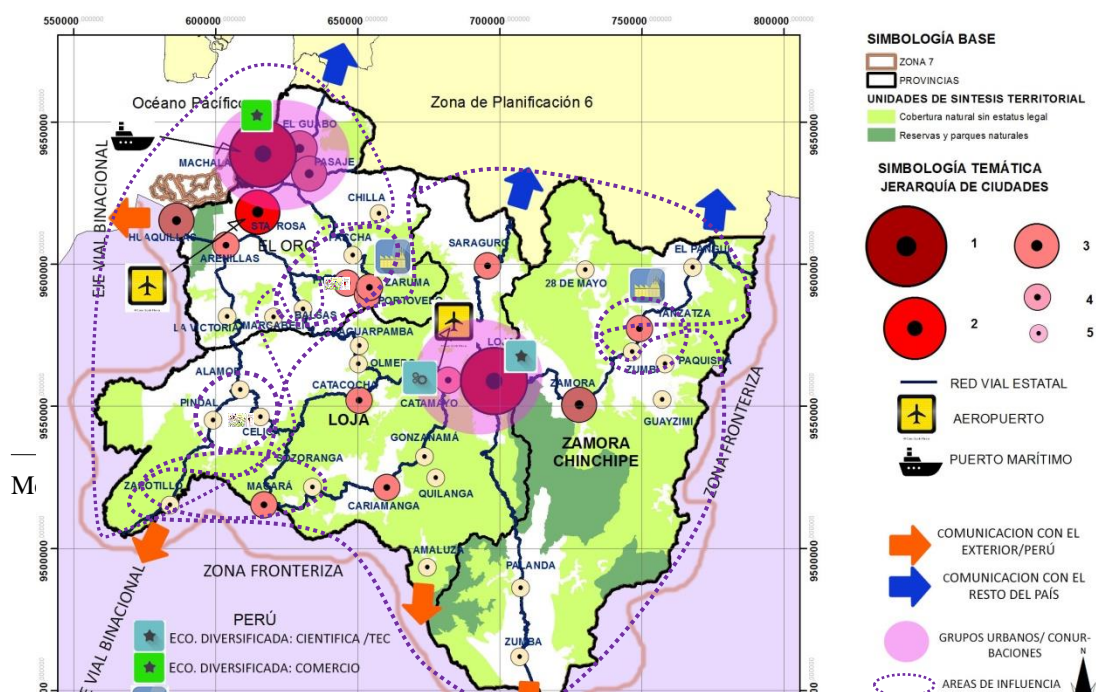 550000 600000 650000 700000 750000 800000
9650000 9650000
9600000 9600000
9550000 9550000
9500000 9500000
Océano Pacífic
Zona de Planificación 6
EL GUABO
MACHALA
PASAJE
CHILLA
EJE VIAL BINACIONAL
HUAQUILLAS
STA. ROSA
EL ORO
ARENILLAS
SARAGURO
EL PANGUI
ZARUMA
PORTOVELO
28 DE MAYO
BALSAS
LA VICTORIA
MARCABELI
YANZATZA
OLMEDO
PAQUISHA
ZUMBI
ALAMOR
CATACOCHA
CATAMAYO
ZAMORA
PINDAL
CELICA
LOJA
GUAYZIMI
GONZANAMÁ
ZAMORA
CHINCHIPE
SOZORANGA
ZONA FRONTERIZA
ZAPOTILLO
MACARÁ
CARIAMANGA
QUILANGA
AMALUZA
ZONA FRONTERIZA
PALANDA
PERÚ
ECO. DIVERSIFICADA: CIENTIFICA /TEC
ECO. DIVERSIFICADA: COMERCIO
E VIAL BINACIONAL
ZUMBA
SIMBOLOGÍA BASE
ZONA 7
PROVINCIAS
UNIDADES DE SINTESIS TERRITORIAL
Cobertura natural sin estatus legal
Reservas y parques naturales
SIMBOLOGÍA TEMÁTICA
JERARQUÍA DE CIUDADES
1
3
4
2
5
RED VIAL ESTATAL
AEROPUERTO
PUERTO MARÍTIMO
COMUNICACION CON EL
EXTERIOR/PERÚ
COMUNICACION CON EL
RESTO DEL PAÍS
GRUPOS URBANOS/ CONUR-
BACIONES
AREAS DE INFLUENCIA
N